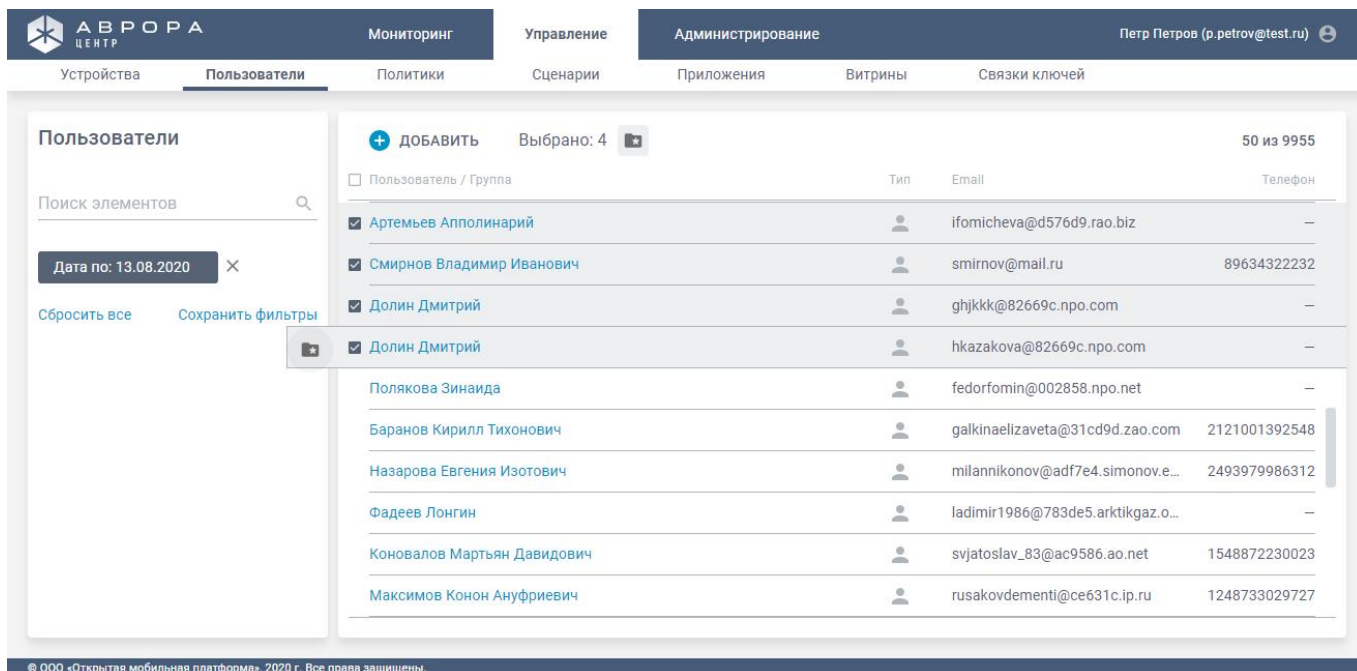 АВРОРА
ЦЕНТР
Мониторинг Управление Администрирование Петр Петров (p.petrov@test.ru)
Устройства Пользователи Политики Сценарии Приложения Витрины Связки ключей
Пользователи
Поиск элементов
Дата по: 13.08.2020
Сбросить все Сохранить фильтры
ДОБАВИТЬ Выбрано: 4 50 из 9955
Пользователь / Группа Тип Email Телефон
Артемьев Апполинарий ifomicheva@d576d9.rao.biz —
Смирнов Владимир Иванович smirnov@mail.ru 89634322232
Долин Дмитрий ghjkkk@82669c.npo.com —
Долин Дмитрий hkazakova@82669c.npo.com —
Полякова Зинаида fedorfomin@002858.npo.net —
Баранов Кирилл Тихонович galkinaelizaveta@31cd9d.zao.com 2121001392548
Назарова Евгения Изотович milannikonov@adf7e4.simonov.e... 2493979986312
Фадеев Лонгин ladimir1986@783de5.arktikgaz.o... —
Коновалов Мартьян Давидович svjatoslav_83@ac9586.ao.net 1548872230023
Максимов Конон Ануфриевич rusakovdementi@ce631c.ip.ru 1248733029727
© ООО «Открытая мобильная платформа», 2020 г. Все права защищены.